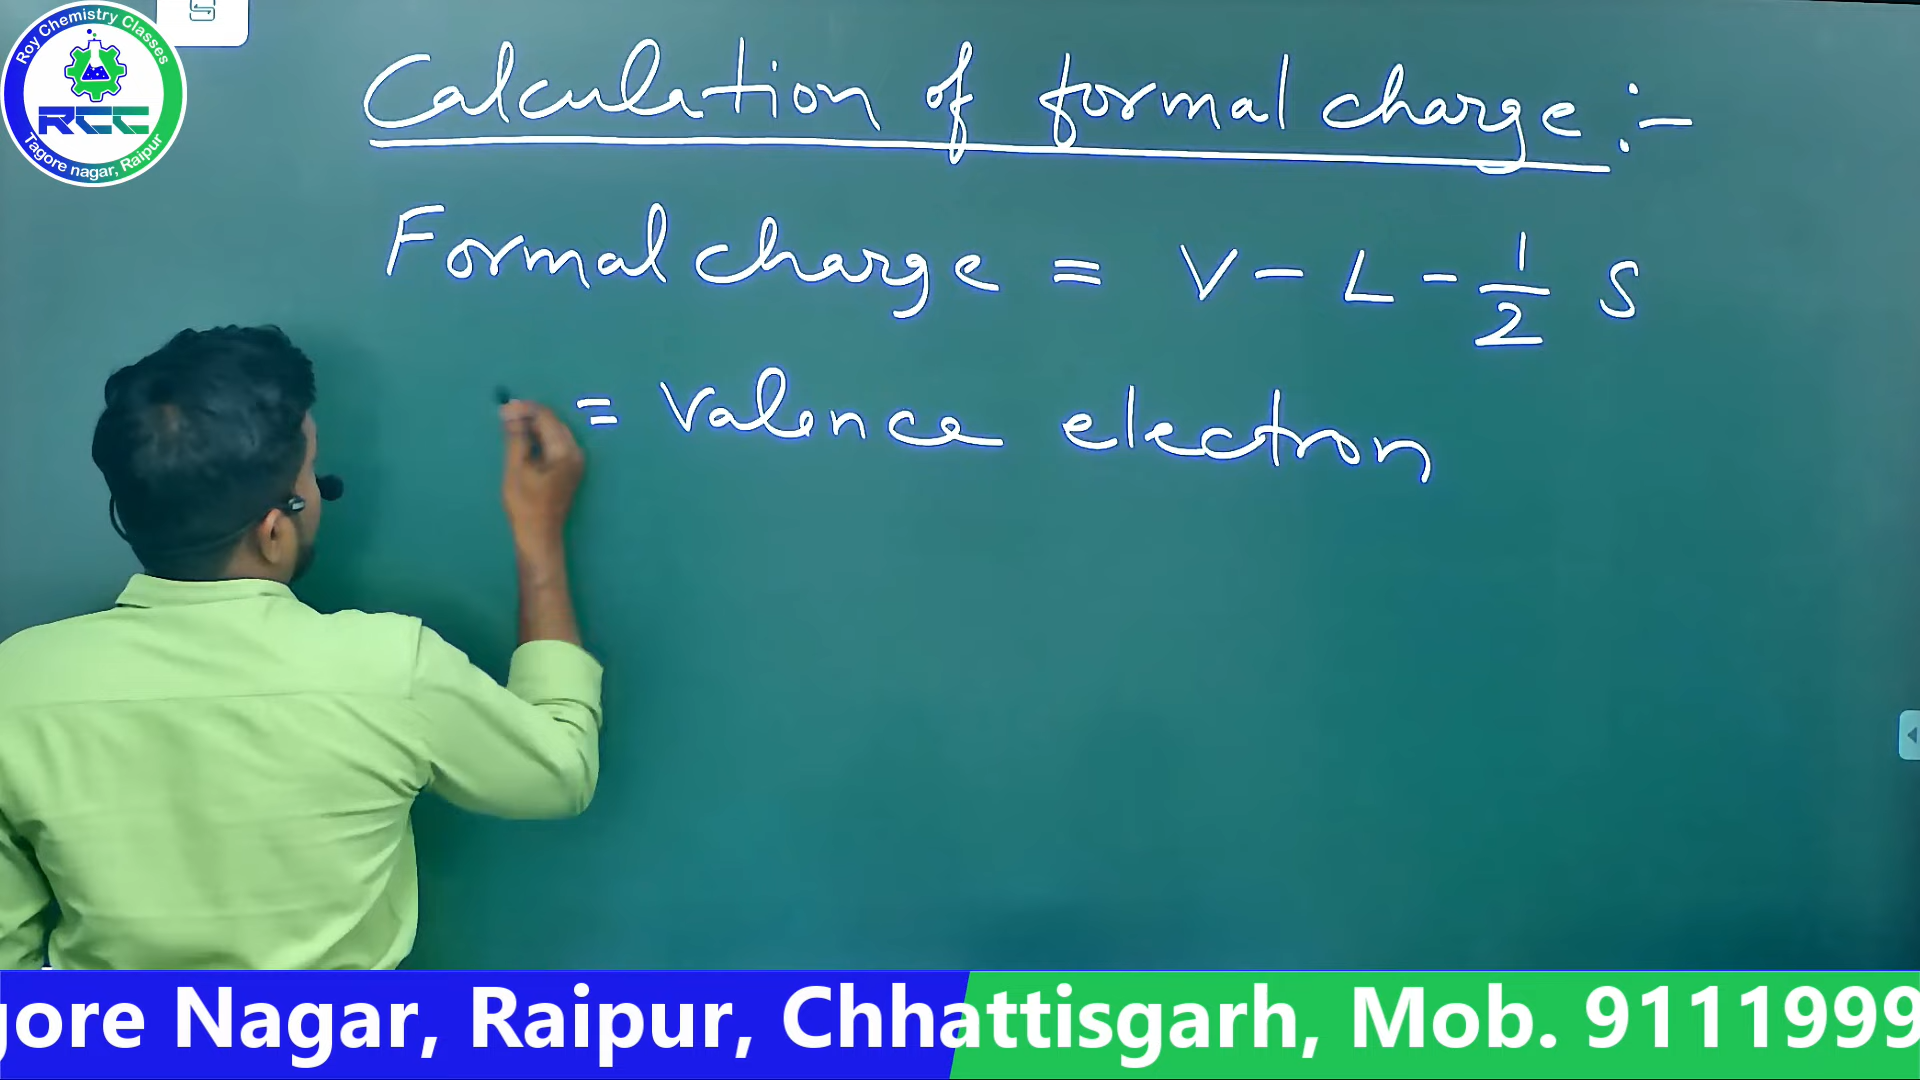 Roy Chemistry Classes
RCC
Tagore nagar, Raipur
Calculation of formal charge :-
Formal charge = V - L - 1/2 S
= Valence electron
gore Nagar, Raipur, Chhattisgarh, Mob. 9111999